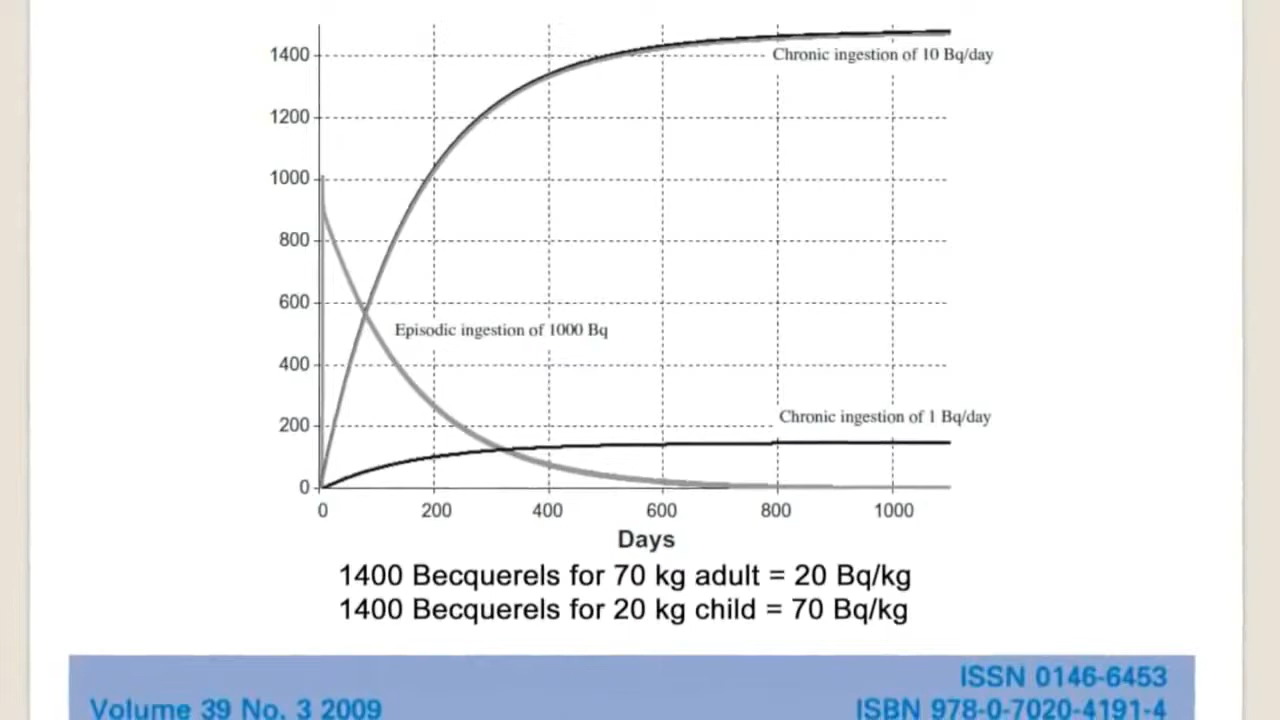 1400
Chronic ingestion of 10 Bq/day
1200
1000
800
600
Episodic ingestion of 1000 Bq
400
Chronic ingestion of 1 Bq/day
200
0
0 200 400 600 800 1000
Days
1400 Becquerels for 70 kg adult = 20 Bq/kg
1400 Becquerels for 20 kg child = 70 Bq/kg
ISSN 0146-6453
Volume 39 No. 3 2009
ISBN 978-0-7020-4191-4